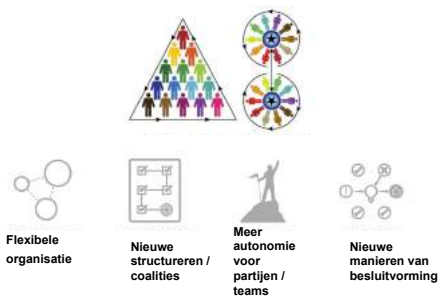 Flexibele
organisatie
Nieuwe
structureren /
coalities
Meer
autonomie
voor
partijen /
teams
Nieuwe
manieren van
besluitvorming